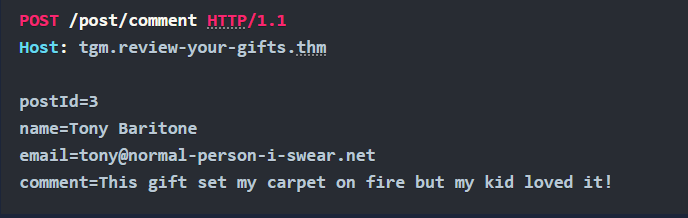 POST /post/comment HTTP/1.1
Host: tgm.review-your-gifts.thm
postId=3
name=Tony Baritone
email=tony@normal-person-i-swear.net
comment=This gift set my carpet on fire but my kid loved it!